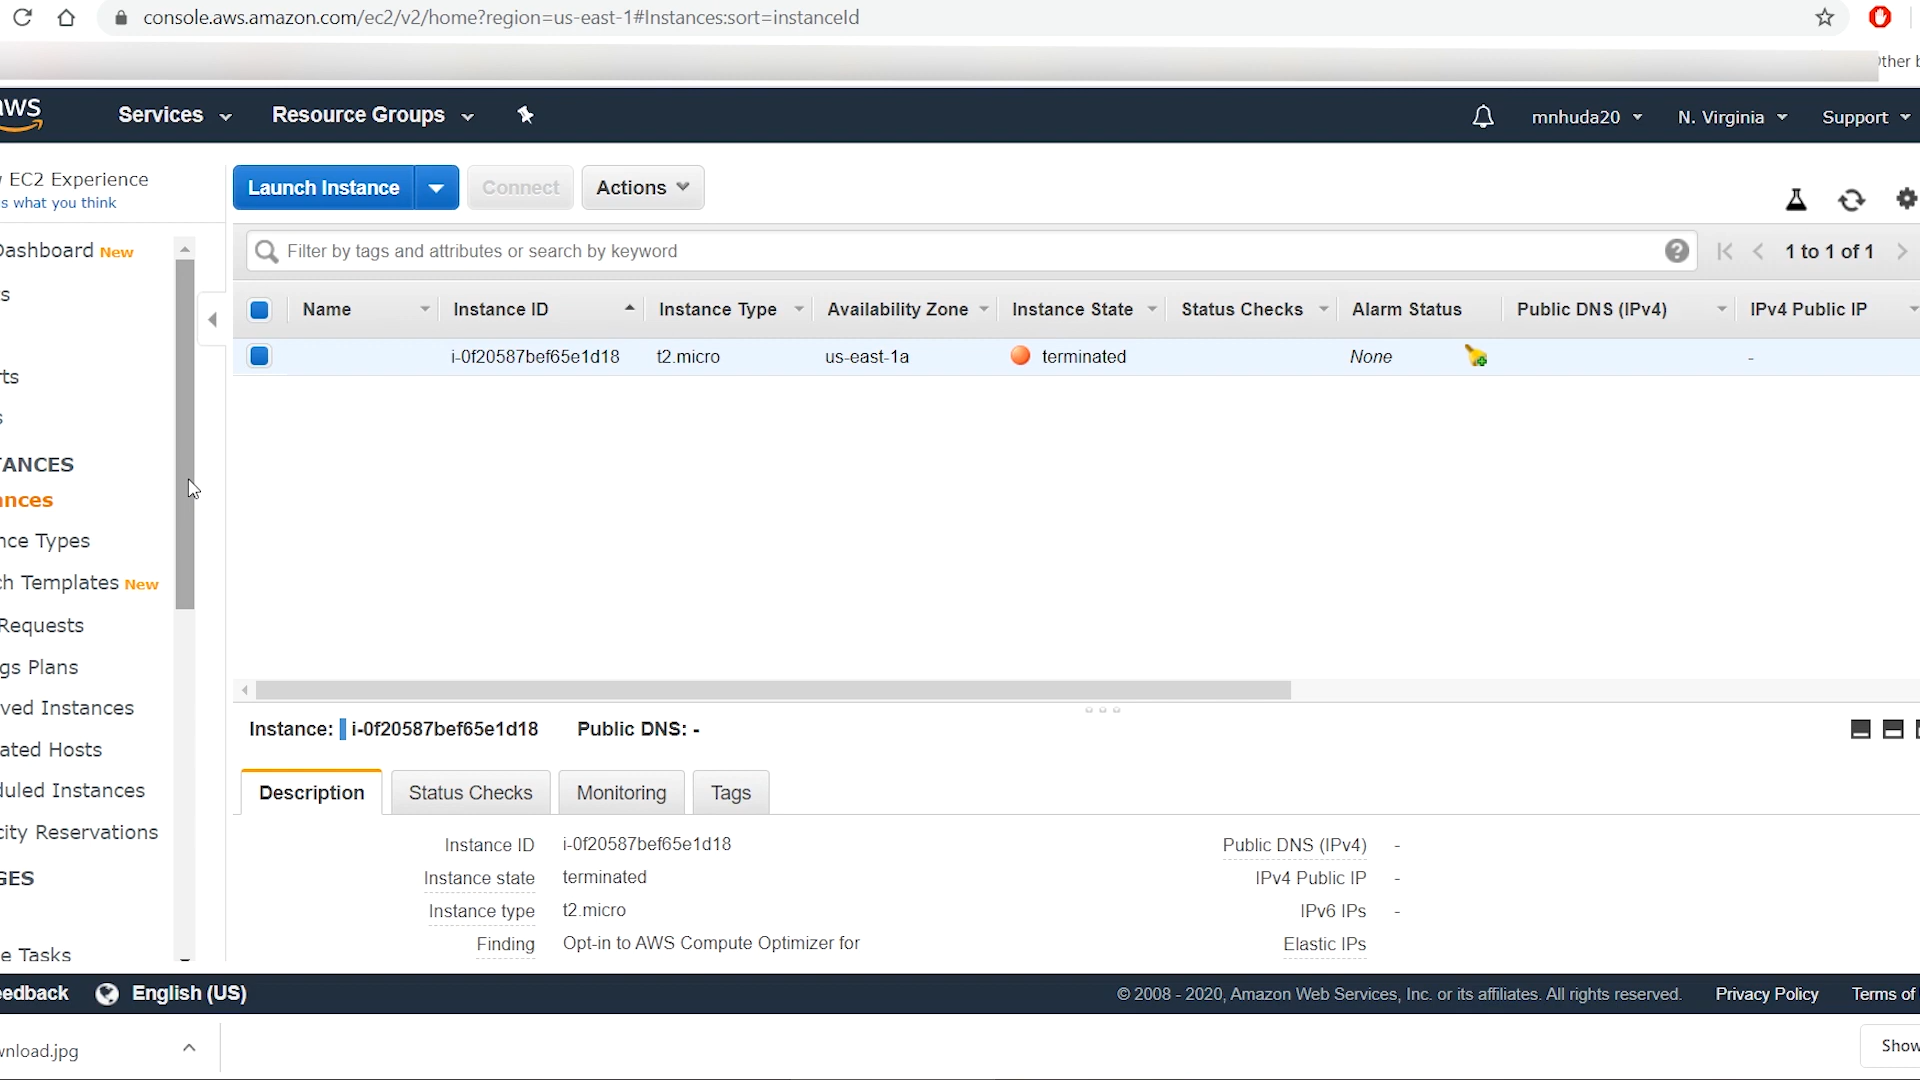 console.aws.amazon.com/ec2/v2/home?region=us-east-1#Instances:sort=instanceId
ther b
aws Services Resource Groups mnhuda20 N. Virginia Support
EC2 Experience
s what you think
Launch Instance Connect Actions
Dashboard New
Filter by tags and attributes or search by keyword 1 to 1 of 1
s
Name Instance ID Instance Type Availability Zone Instance State Status Checks Alarm Status Public DNS (IPv4) IPv4 Public IP
i-0f20587bef65e1d18 t2.micro us-east-1a terminated None -
rts
s
TANCES
ances
nce Types
ch Templates New
Requests
gs Plans
ved Instances
ated Hosts
duled Instances
city Reservations
GES
e Tasks
Instance: i-0f20587bef65e1d18 Public DNS: -
Description Status Checks Monitoring Tags
Instance ID i-0f20587bef65e1d18 Public DNS (IPv4) -
Instance state terminated IPv4 Public IP -
Instance type t2.micro IPv6 IPs -
Finding Opt-in to AWS Compute Optimizer for Elastic IPs
eedback English (US) © 2008 - 2020, Amazon Web Services, Inc. or its affiliates. All rights reserved. Privacy Policy Terms of
wnload.jpg Show